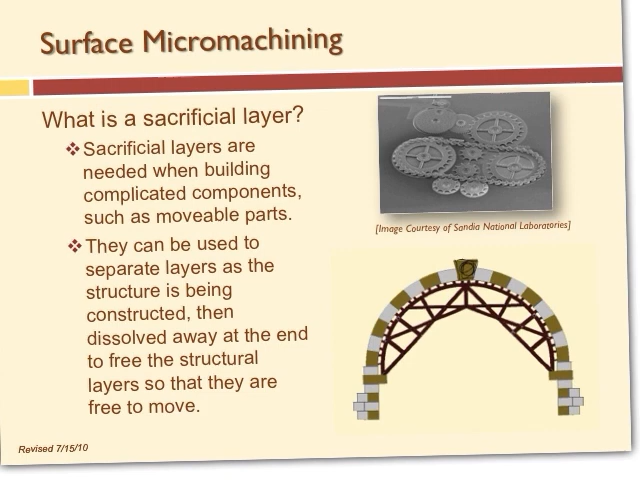 Surface Micromachining
What is a sacrificial layer?
❖Sacrificial layers are
needed when building
complicated components,
such as moveable parts.
❖They can be used to
separate layers as the
structure is being
constructed, then
dissolved away at the end
to free the structural
layers so that they are
free to move.
[Image Courtesy of Sandia National Laboratories]
Revised 7/15/10